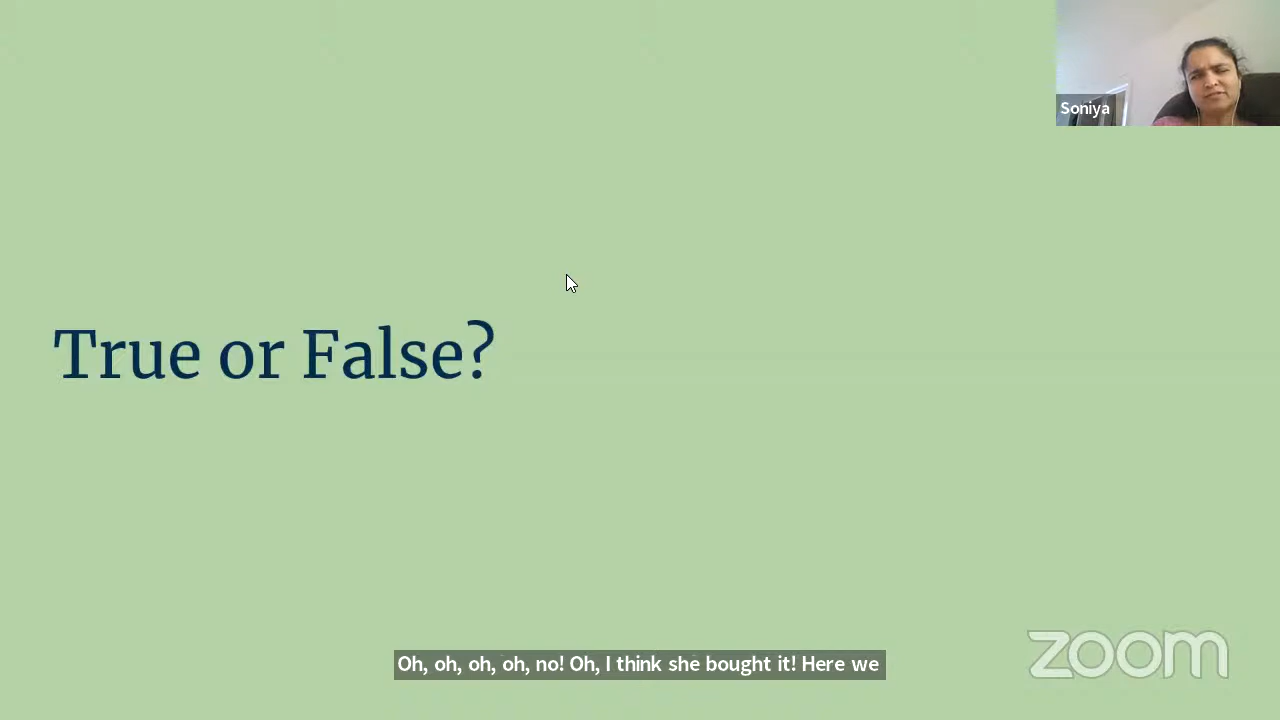 Soniya
True or False?
Oh, oh, oh, oh, no! Oh, I think she bought it! Here we
zoom